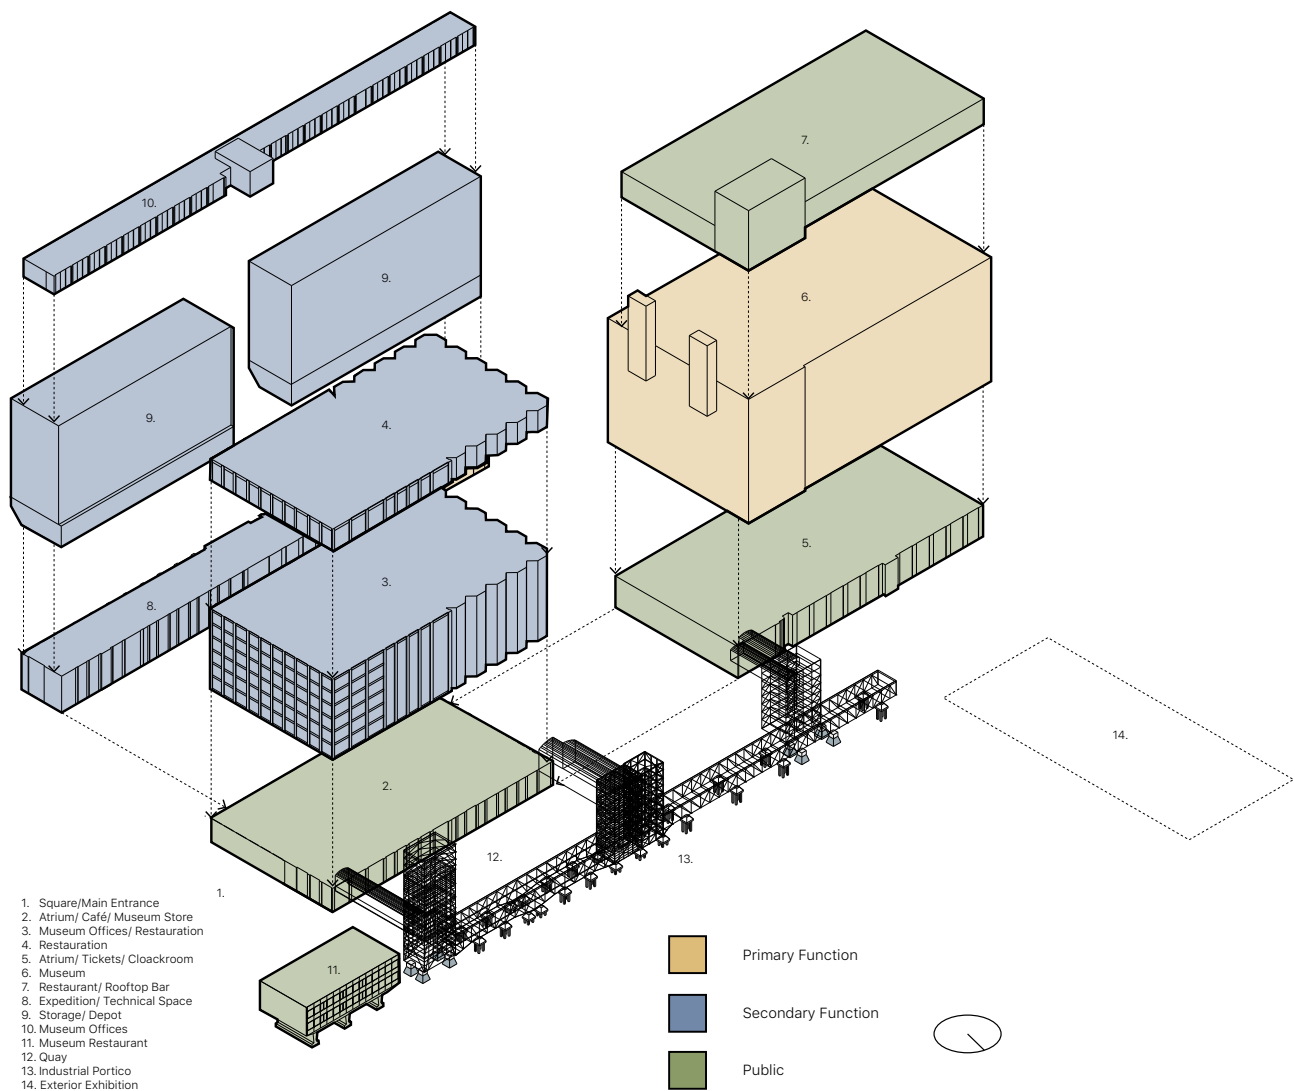 10.
7.
9.
6.
9.
4.
5.
3.
8.
14.
2.
12.
13.
1.
11.
1. Square/Main Entrance
2. Atrium/ Café/ Museum Store
3. Museum Offices/ Restauration
4. Restauration
5. Atrium/ Tickets/ Cloackroom
6. Museum
7. Restaurant/ Rooftop Bar
8. Expedition/ Technical Space
9. Storage/ Depot
10. Museum Offices
11. Museum Restaurant
12. Quay
13. Industrial Portico
14. Exterior Exhibition
Primary Function
Secondary Function
Public